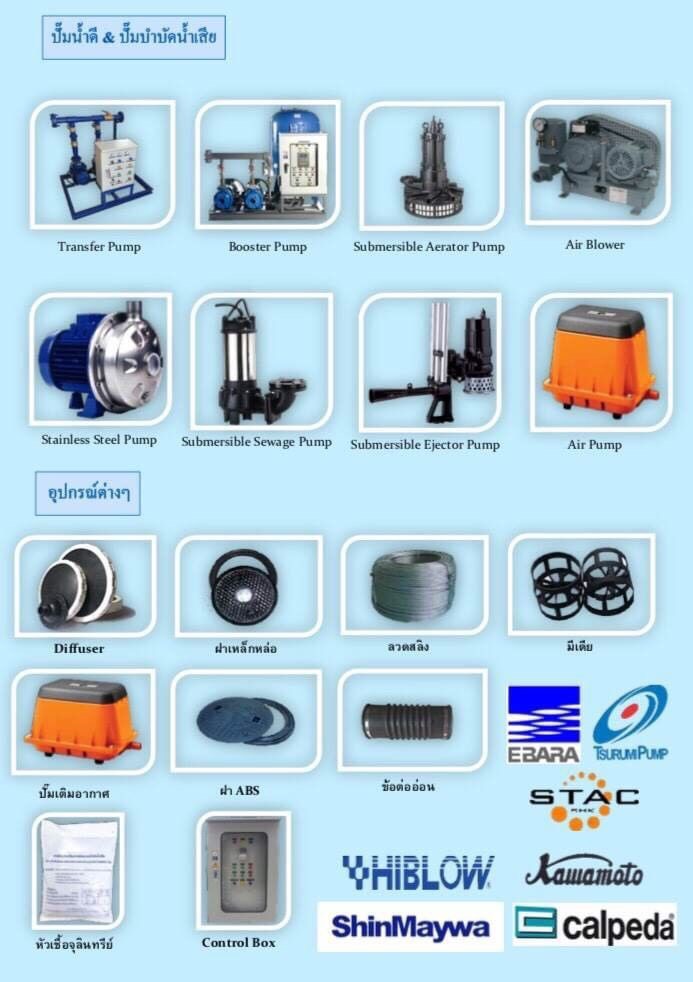 ปั๊มน้ำดี & ปั๊มบำบัดน้ำเสีย
Transfer Pump
Booster Pump
Submersible Aerator Pump
Air Blower
Stainless Steel Pump
Submersible Sewage Pump
Submersible Ejector Pump
Air Pump
อุปกรณ์ต่างๆ
Diffuser
ฝาเหล็กหล่อ
ลวดสลิง
มีเดีย
ปั๊มเติมอากาศ
ฝา ABS
ข้อต่ออ่อน
EBARA
TSURUMI PUMP
STAC
หัวเชื้อจุลินทรีย์
Control Box
HIBLOW
Kawamoto
ShinMaywa
calpeda